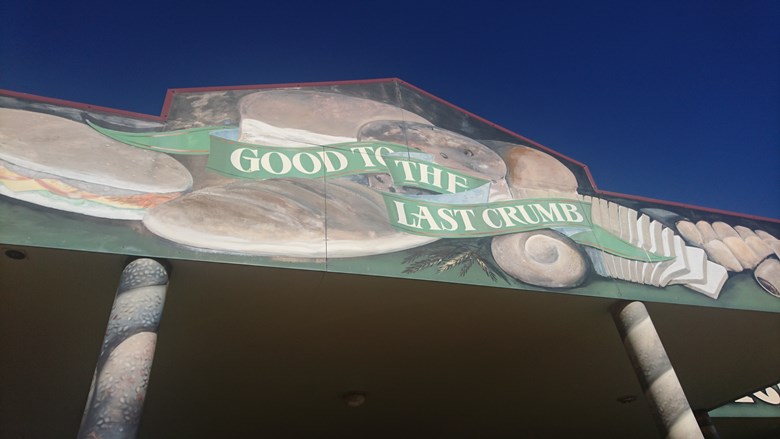 GOOD TO
THE
LAST CRUMB